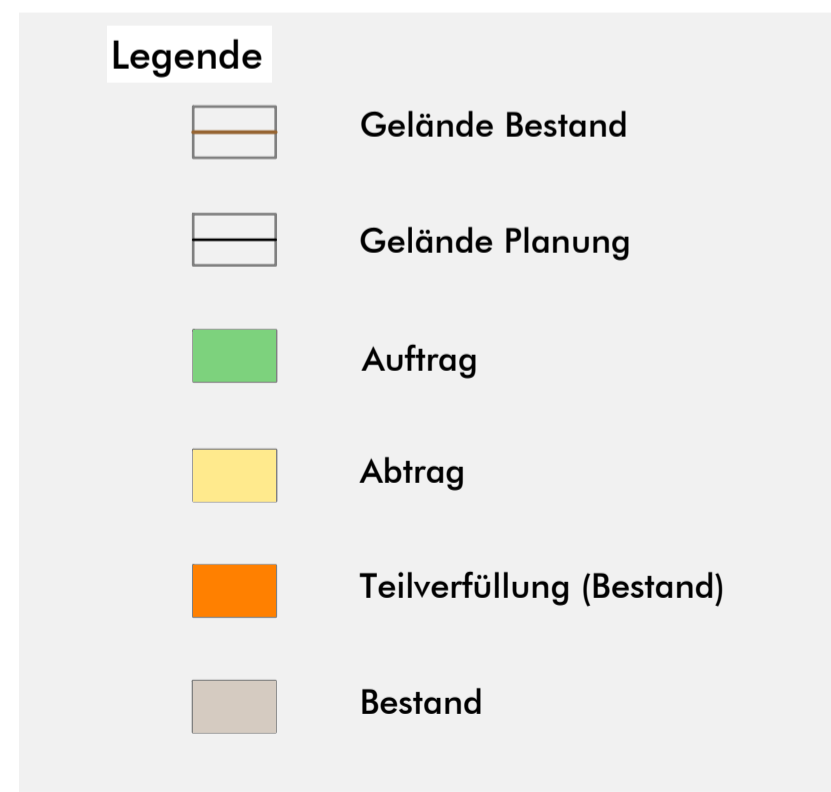 Legende
Gelände Bestand
Gelände Planung
Auftrag
Abtrag
Teilverfüllung (Bestand)
Bestand